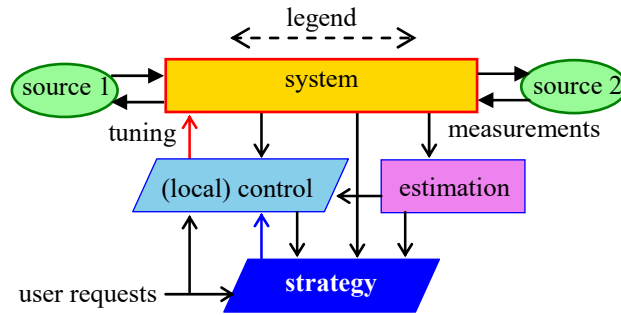 legend
source 1
system
source 2
tuning
measurements
(local) control
estimation
strategy
user requests